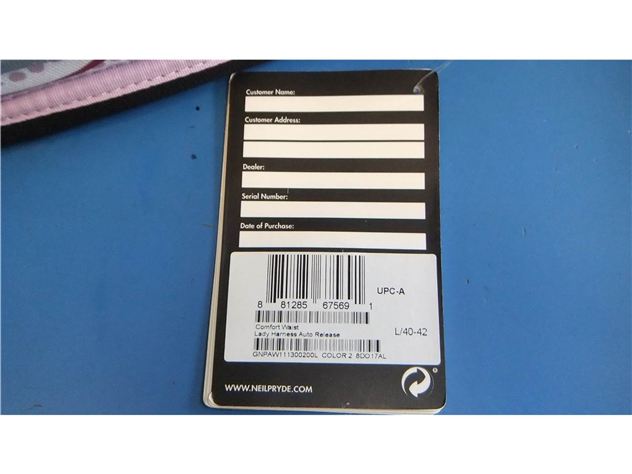 Customer Name:
Customer Address:
Dealer:
Serial Number:
Date of Purchase:
UPC-A
8 81285 67569 1
Comfort Waist
Lady Harness Auto Release
L/40-42
GNPAW111300200L COLOR 2 8DO17AL
WWW.NEILPRYDE.COM